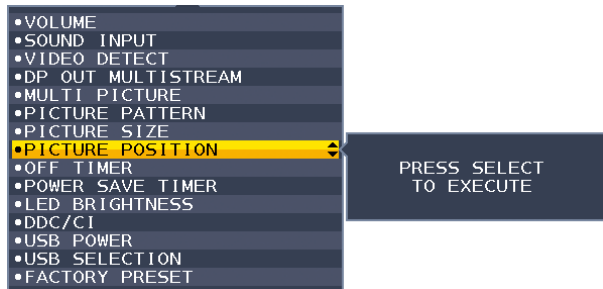 •VOLUME
•SOUND INPUT
•VIDEO DETECT
•DP OUT MULTISTREAM
•MULTI PICTURE
•PICTURE PATTERN
•PICTURE SIZE
•PICTURE POSITION
•OFF TIMER
•POWER SAVE TIMER
•LED BRIGHTNESS
•DDC/CI
•USB POWER
•USB SELECTION
•FACTORY PRESET
PRESS SELECT
TO EXECUTE